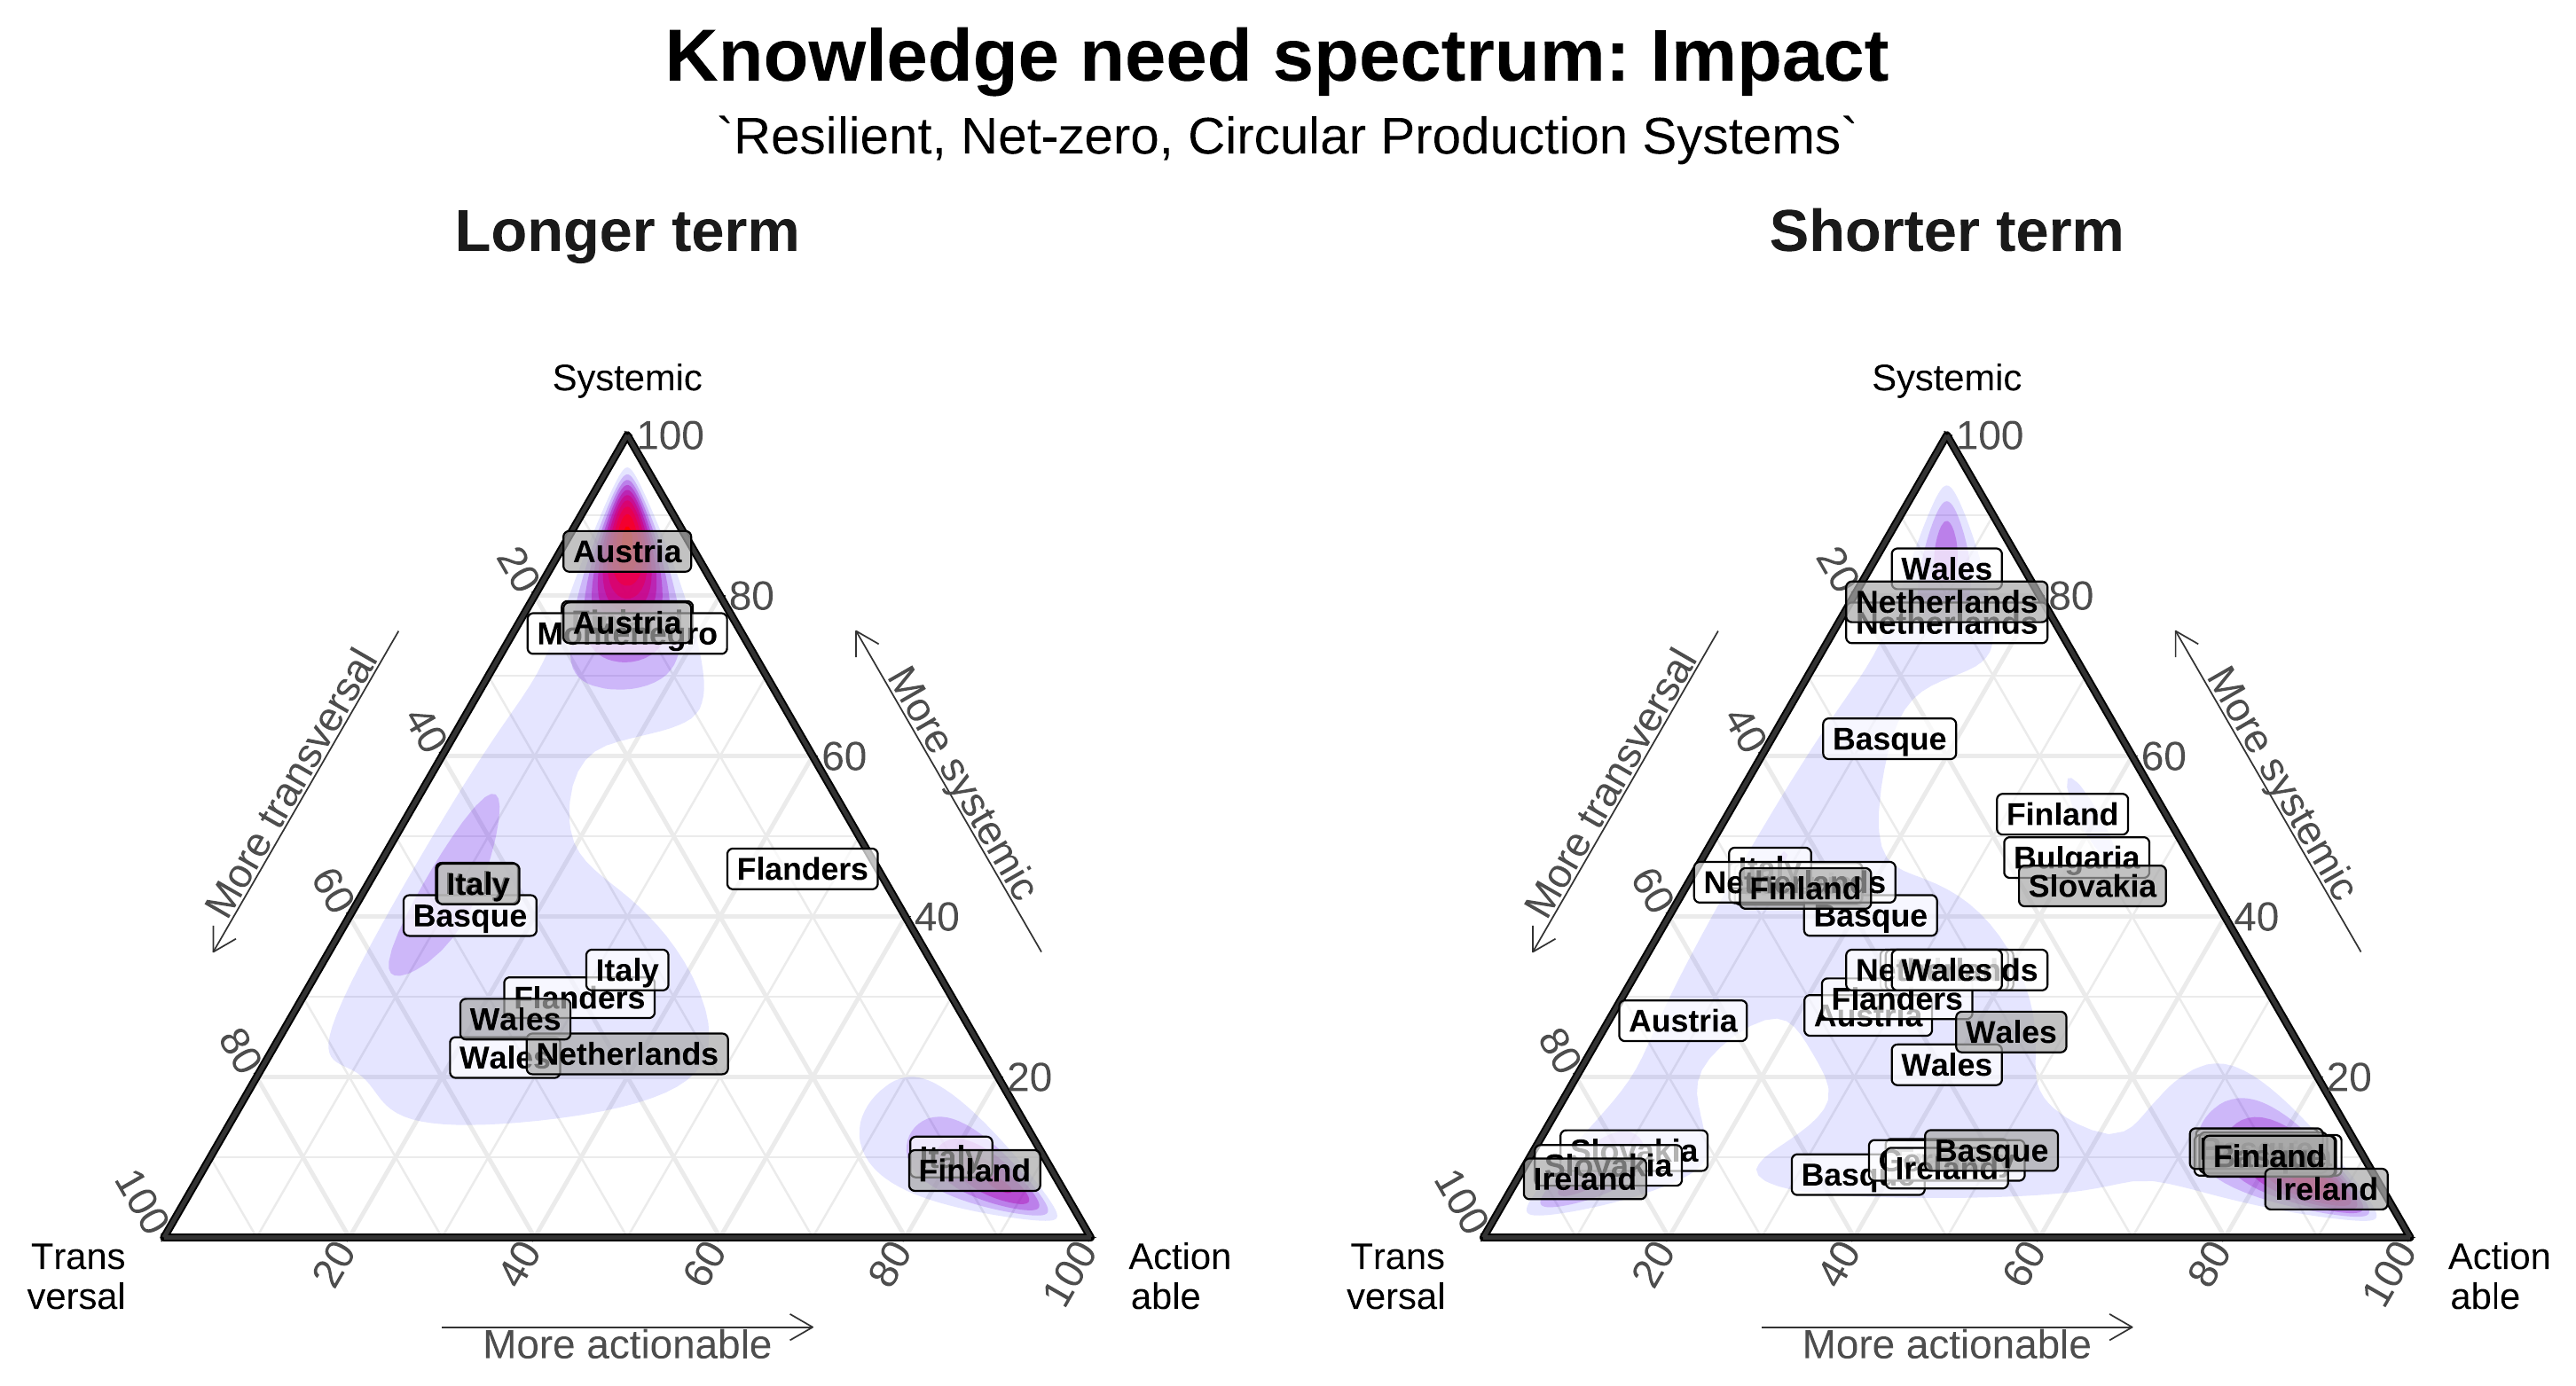 Knowledge need spectrum: Impact
`Resilient, Net-zero, Circular Production Systems`
Longer term
Systemic
100
80
60
40
20
20
40
60
80
100
20
40
60
80
100
More transversal
More systemic
More actionable
Trans
versal
Action
able
Austria
Montenegro
Austria
Italy
Basque
Flanders
Italy
Flanders
Wales
Wales
Netherlands
Italy
Finland
Shorter term
Systemic
100
80
60
40
20
20
40
60
80
100
20
40
60
80
100
More transversal
More systemic
More actionable
Trans
versal
Action
able
Wales
Netherlands
Netherlands
Basque
Finland
Bulgaria
Slovakia
Italy
Netherlands
Finland
Basque
Netherlands
Wales
Flanders
Austria
Austria
Wales
Wales
Slovakia
Slovakia
Ireland
Basque
Ireland
Basque
Finland
Ireland